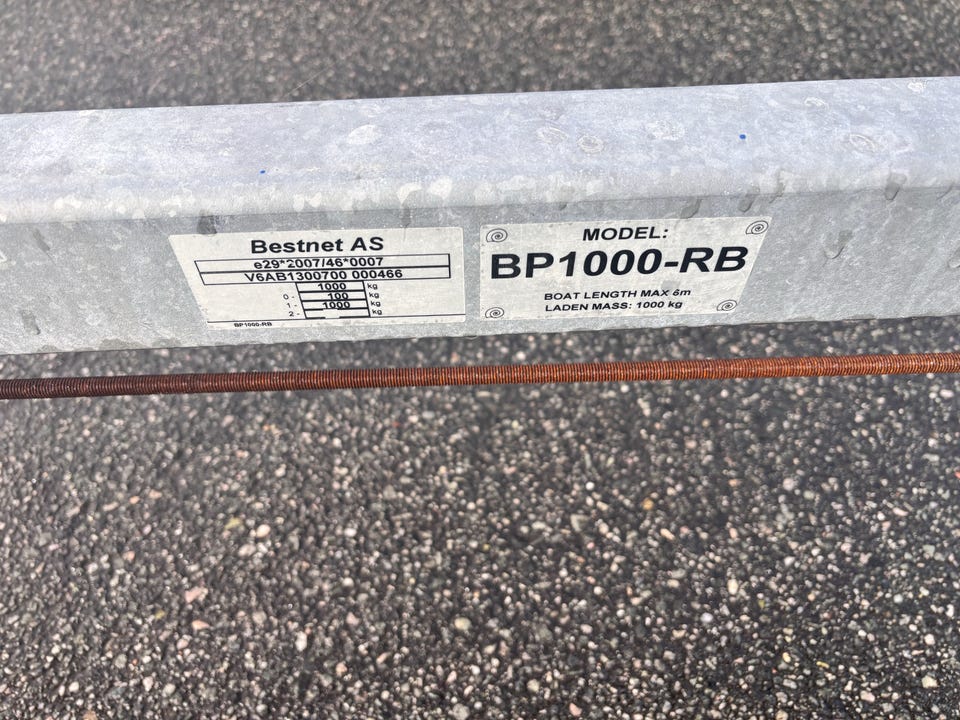 Bestnet AS
e29*2007/46*0007
V6AB1300700 000466
1000 kg
0 - 100 kg
1 - 1000 kg
2 - - kg
BP1000-RB
MODEL:
BP1000-RB
BOAT LENGTH MAX 6m
LADEN MASS: 1000 kg